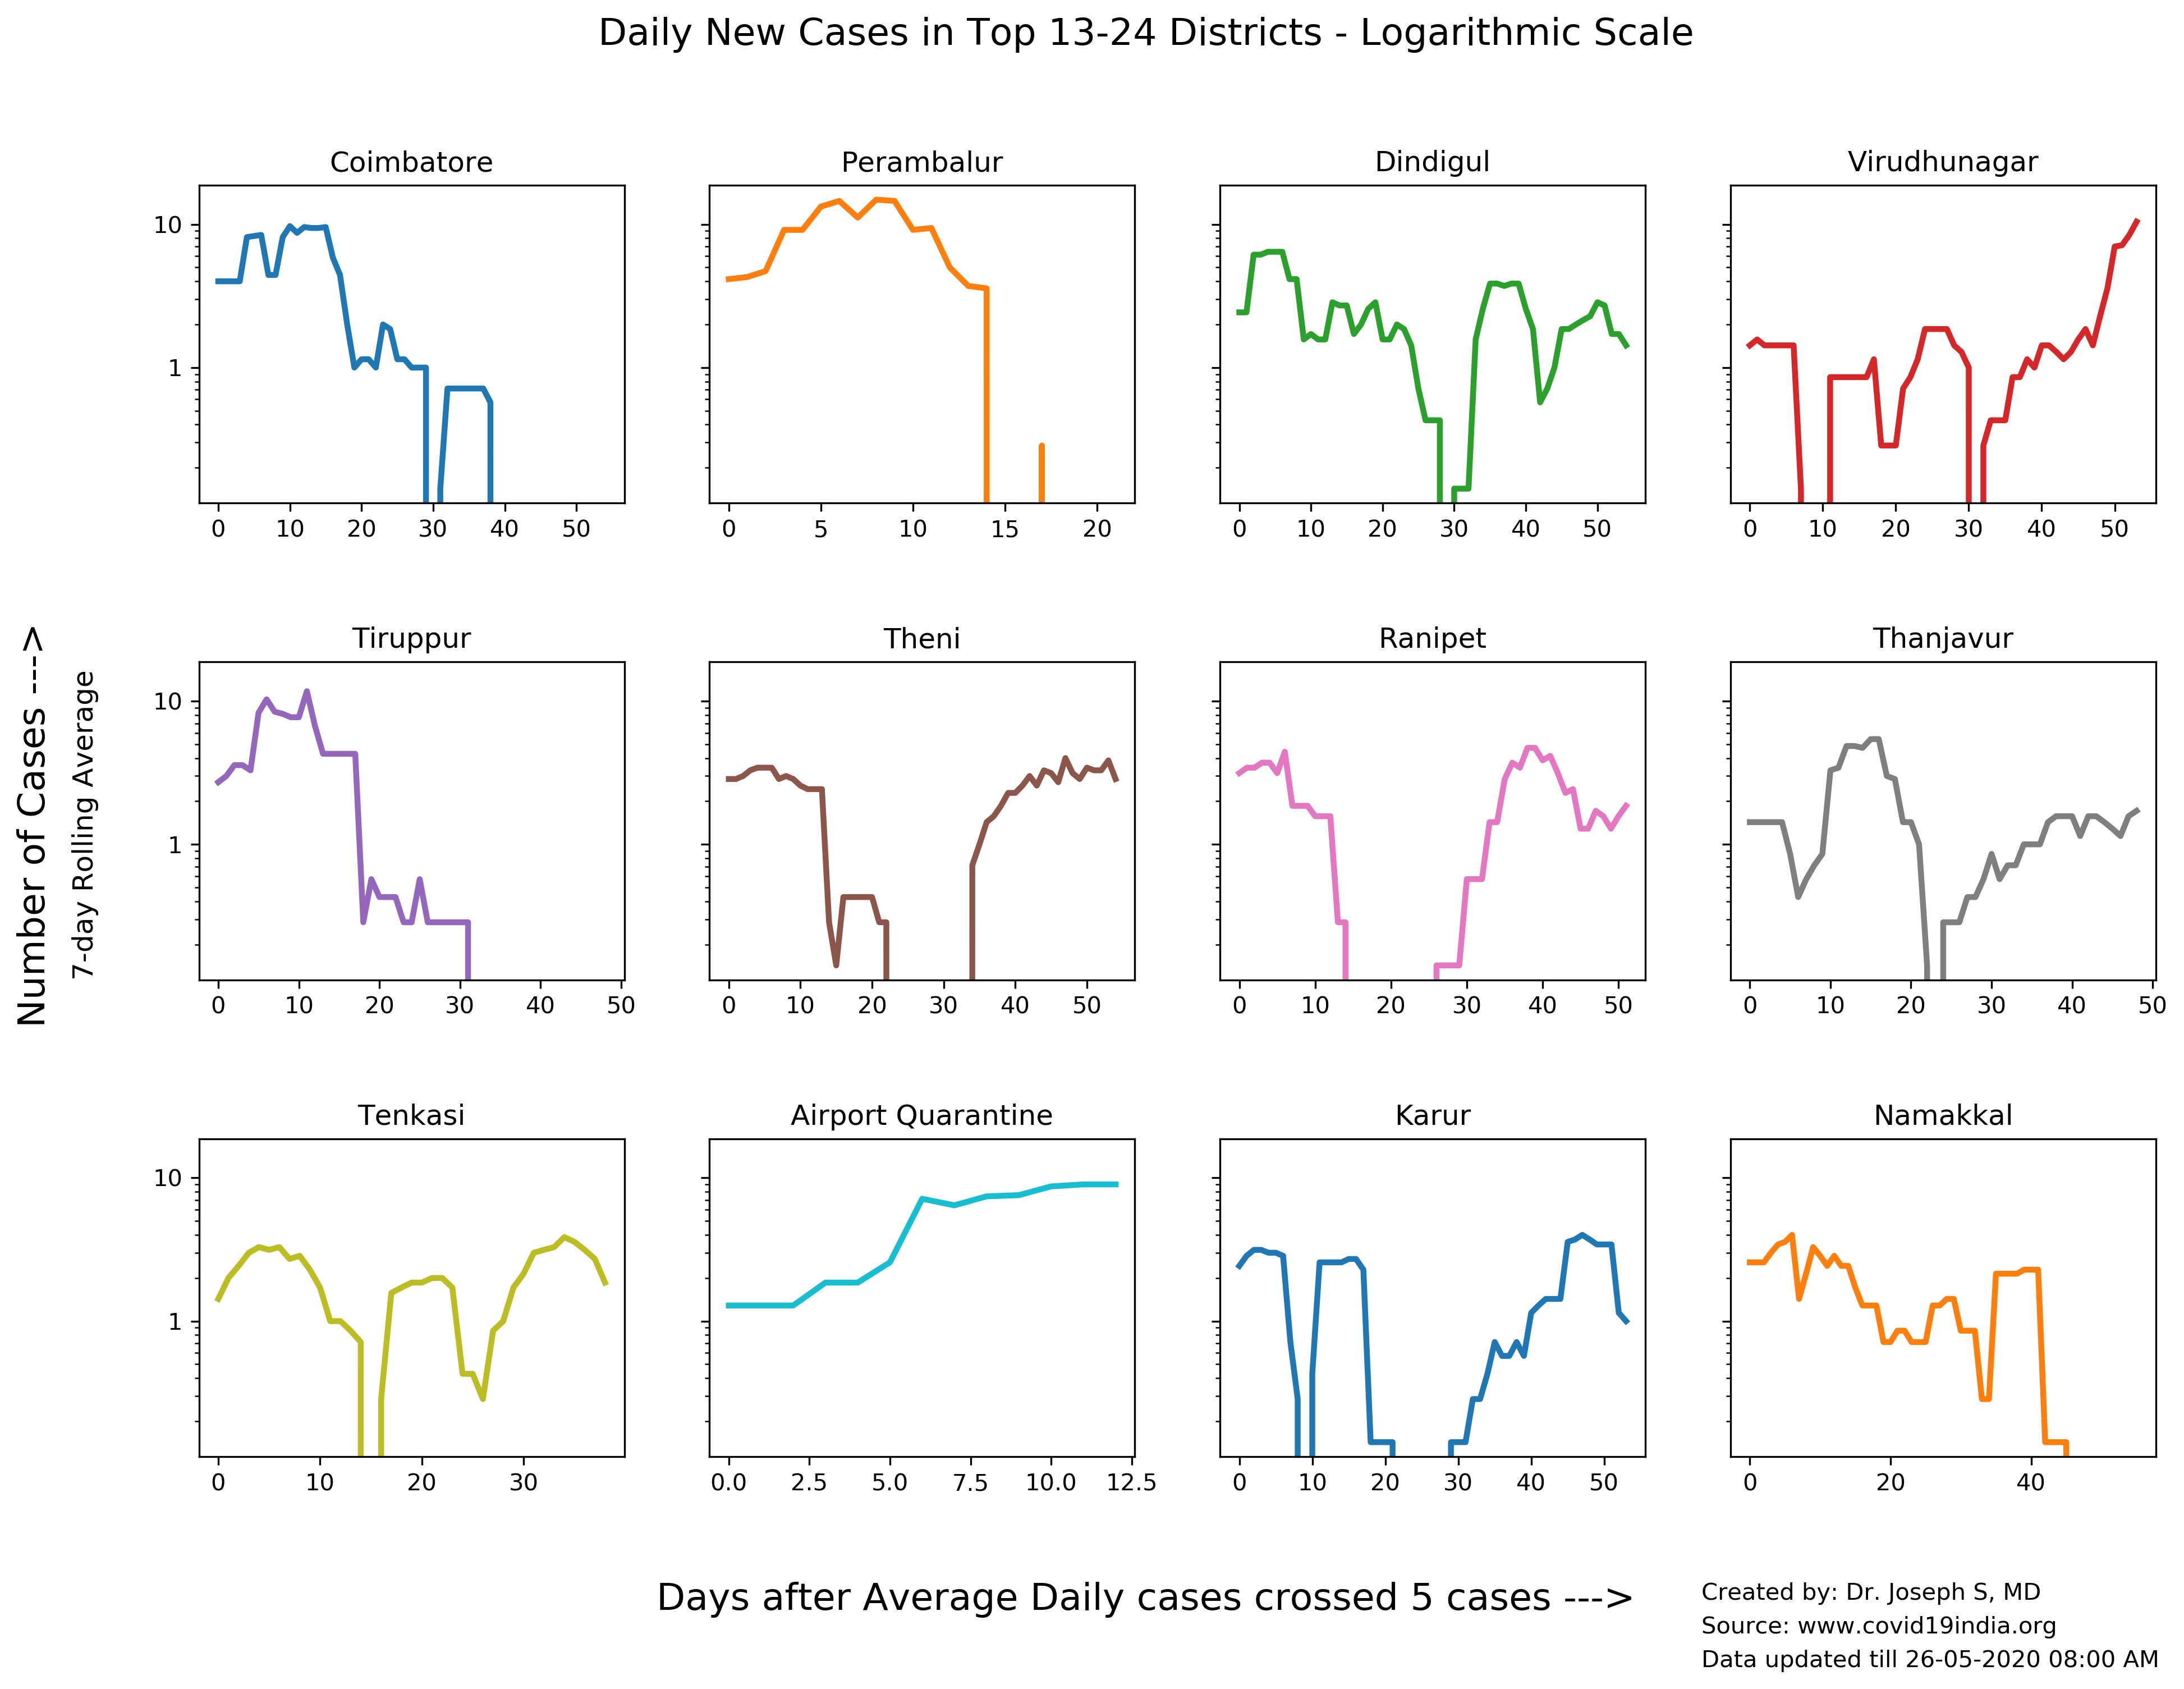 Daily New Cases in Top 13-24 Districts - Logarithmic Scale
Coimbatore
Perambalur
Dindigul
Virudhunagar
10
1
0 10 20 30 40 50
0 5 10 15 20
0 10 20 30 40 50
0 10 20 30 40 50
Number of Cases --->
7-day Rolling Average
Tiruppur
Theni
Ranipet
Thanjavur
10
1
0 10 20 30 40 50
0 10 20 30 40 50
0 10 20 30 40 50
0 10 20 30 40 50
Tenkasi
Airport Quarantine
Karur
Namakkal
10
1
0 10 20 30
0.0 2.5 5.0 7.5 10.0 12.5
0 10 20 30 40 50
0 20 40
Days after Average Daily cases crossed 5 cases --->
Created by: Dr. Joseph S, MD
Source: www.covid19india.org
Data updated till 26-05-2020 08:00 AM